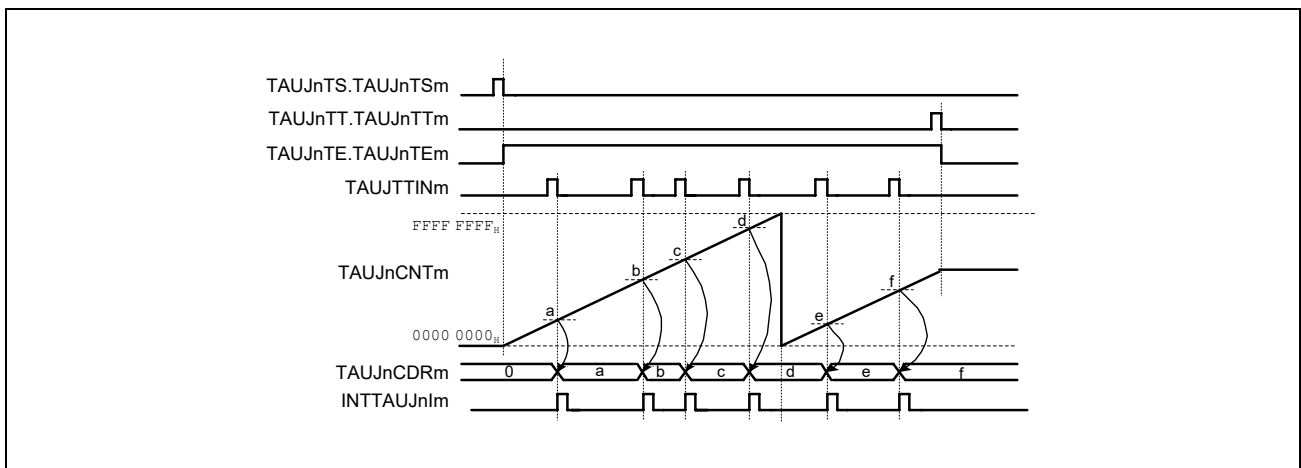 TAUJnTS.TAUJnTSm
TAUJnTT.TAUJnTTm
TAUJnTE.TAUJnTEm
TAUJTTINm
FFFF FFFFH
d
c
b
TAUJnCNTm
f
a
e
0000 0000H
TAUJnCDRm 0 a b c d e f
INTTAUJnIm